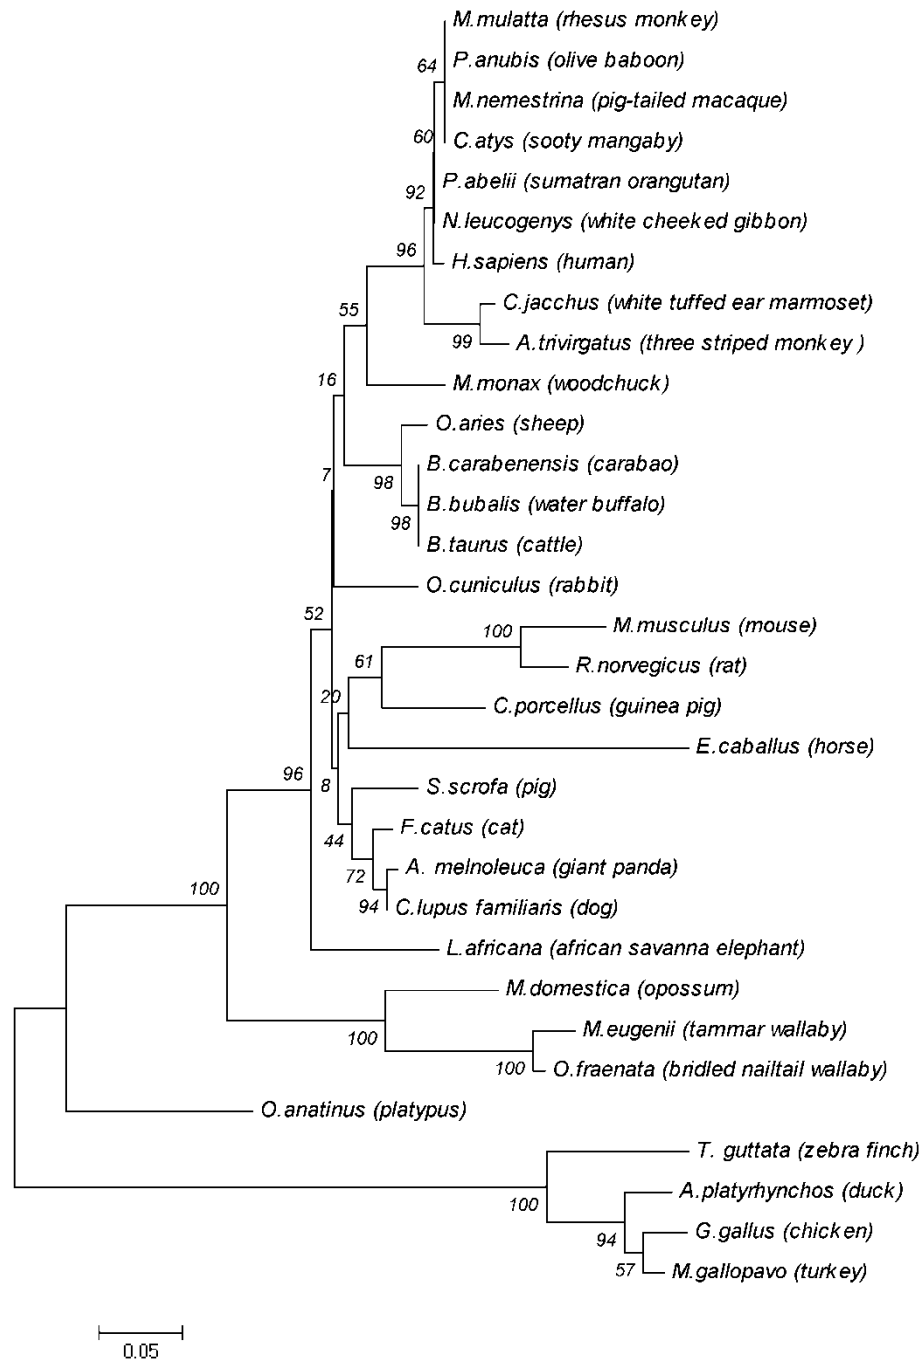 M.mulatta (rhesus monkey)
64
P.anubis (olive baboon)
M.nemestrina (pig-tailed macaque)
60
C.atys (sooty mangaby)
P.abelii (sumatran orangutan)
92
N.leucogenys (white cheeked gibbon)
96
H.sapiens (human)
C.jacchus (white tuffed ear marmoset)
55
99
A.trivirgatus (three striped monkey )
16
M.monax (woodchuck)
O.aries (sheep)
B.carabenensis (carabao)
7
98
B.bubalis (water buffalo)
98
B.taurus (cattle)
O.cuniculus (rabbit)
52
M.musculus (mouse)
100
R.norvegicus (rat)
61
20
C.porcellus (guinea pig)
E.caballus (horse)
96
8
S.scrofa (pig)
F.catus (cat)
44
A. melnoleuca (giant panda)
72
100
94
C.lupus familiaris (dog)
L.africana (african savanna elephant)
M.domestica (opossum)
100
M.eugenii (tammar wallaby)
100
O.fraenata (bridled nailtail wallaby)
O.anatinus (platypus)
T. guttata (zebra finch)
100
A.platyrhynchos (duck)
94
G.gallus (chicken)
57
M.gallopavo (turkey)
0.05